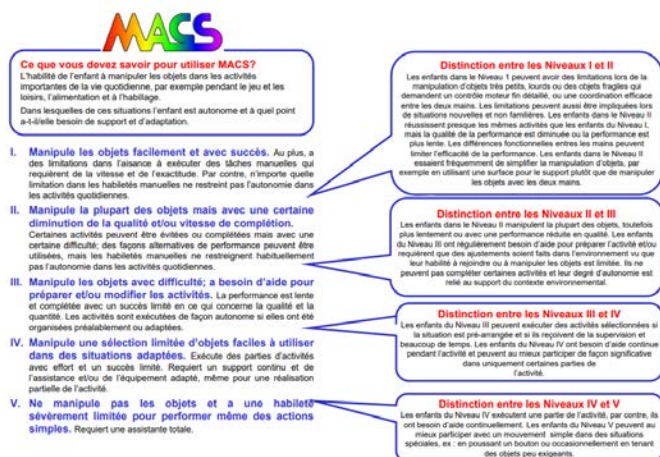 MACS
Ce que vous devez savoir pour utiliser MACS?
L'habileté de l'enfant à manipuler les objets dans les activités
importantes de la vie quotidienne, par exemple pendant le jeu et les
loisirs, l'alimentation et à l'habillage.
Dans lesquelles de ces situations l'enfant est autonome et à quel point
a-t-il/elle besoin de support et d'adaptation.
I. Manipule les objets facilement et avec succès. Au plus, a
des limitations dans l'aisance à exécuter des tâches manuelles qui
requièrent de la vitesse et de l'exactitude. Par contre, n'importe quelle
limitation dans les habiletés manuelles ne restreint pas l'autonomie dans
les activités quotidiennes.
II. Manipule la plupart des objets mais avec une certaine
diminution de la qualité et/ou vitesse de complétion.
Certaines activités peuvent être évitées ou complétées mais avec une
certaine difficulté; des façons alternatives de performance peuvent être
utilisées, mais les habiletés manuelles ne restreignent habituellement
pas l'autonomie dans les activités quotidiennes.
III. Manipule les objets avec difficulté; a besoin d'aide pour
préparer et/ou modifier les activités. La performance est lente
et complétée avec un succès limité en ce qui concerne la qualité et la
quantité. Les activités sont exécutées de façon autonome si elles ont été
organisées préalablement ou adaptées.
IV. Manipule une sélection limitée d'objets faciles à utiliser
dans des situations adaptées. Exécute des parties d'activités
avec effort et un succès limité. Requiert un support continu et de
l'assistance et/ou de l'équipement adapté, même pour une réalisation
partielle de l'activité.
V. Ne manipule pas les objets et a une habileté
sévèrement limitée pour performer même des actions
simples. Requiert une assistante totale.
Distinction entre les Niveaux I et II
Les enfants dans le Niveau 1 peuvent avoir des limitations lors de la
manipulation d'objets très petits, lourds ou des objets fragiles qui
demandent un contrôle moteur fin détaillé, ou une coordination efficace
entre les deux mains. Les limitations peuvent aussi être impliquées lors
de situations nouvelles et non familières. Les enfants dans le Niveau II
réussissent presque les mêmes activités que les enfants du Niveau I,
mais la qualité de la performance est diminuée ou la performance est
plus lente. Les différences fonctionnelles entre les mains peuvent
limiter l'efficacité de la performance. Les enfants dans le Niveau II
essaient fréquemment de simplifier la manipulation d'objets, par
exemple en utilisant une surface pour le support plutôt que de manipuler
les objets avec les deux mains.
Distinction entre les Niveaux II et III
Les enfants dans le Niveau II manipulent la plupart des objets, toutefois
plus lentement ou avec une performance réduite en qualité. Les enfants
du Niveau III ont régulièrement besoin d'aide pour préparer l'activité et/ou
requièrent que des ajustements soient faits dans l'environnement vu que
leur habileté à rejoindre ou à manipuler les objets est limitée. Ils ne
peuvent pas compléter certaines activités et leur degré d'autonomie est
relié au support du contexte environnemental.
Distinction entre les Niveaux III et IV
Les enfants du Niveau III peuvent exécuter des activités sélectionnées si
la situation est pré-arrangée et si ils reçoivent de la supervision et
beaucoup de temps. Les enfants du Niveau IV ont besoin d'aide continue
pendant l'activité et peuvent au mieux participer de façon significative
dans uniquement certaines parties de
l'activité.
Distinction entre les Niveaux IV et V
Les enfants du Niveau IV exécutent une partie de l'activité, par contre, ils
ont besoin d'aide continuellement. Les enfants du Niveau V peuvent au
mieux participer avec un mouvement simple dans des situations
spéciales, ex : en poussant un bouton ou occasionnellement en tenant
des objets peu exigeants.